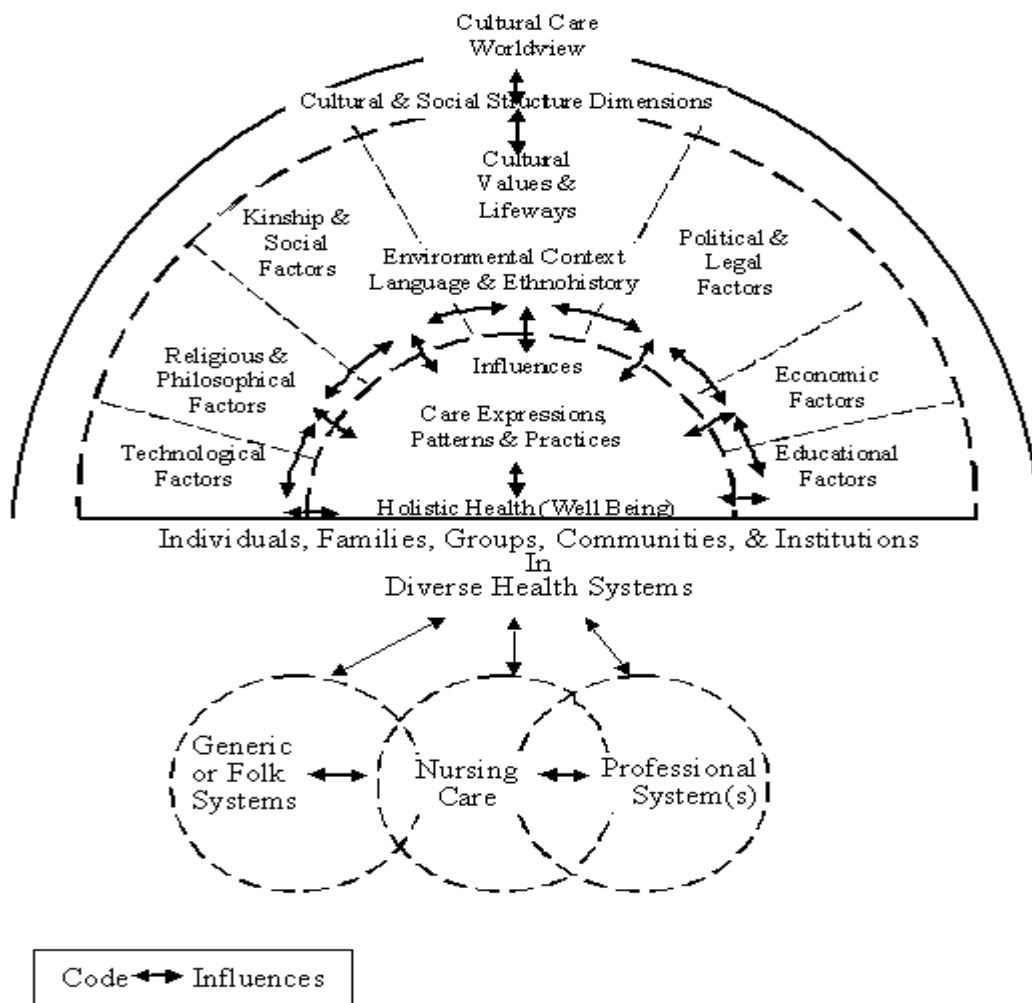 Cultural Care
Worldview
Cultural & Social Structure Dimensions
Cultural
Values &
Lifeways
Kinship &
Social
Factors
Political &
Legal
Factors
Environmental Context
Language & Ethnohistory
Religious &
Philosophical
Factors
Influences
Economic
Factors
Care Expressions,
Patterns & Practices
Technological
Factors
Educational
Factors
Holistic Health (Well Being)
Individuals, Families, Groups, Communities, & Institutions
In
Diverse Health Systems
Generic
or Folk
Systems
Nursing
Care
Professional
System(s)
Code Influences